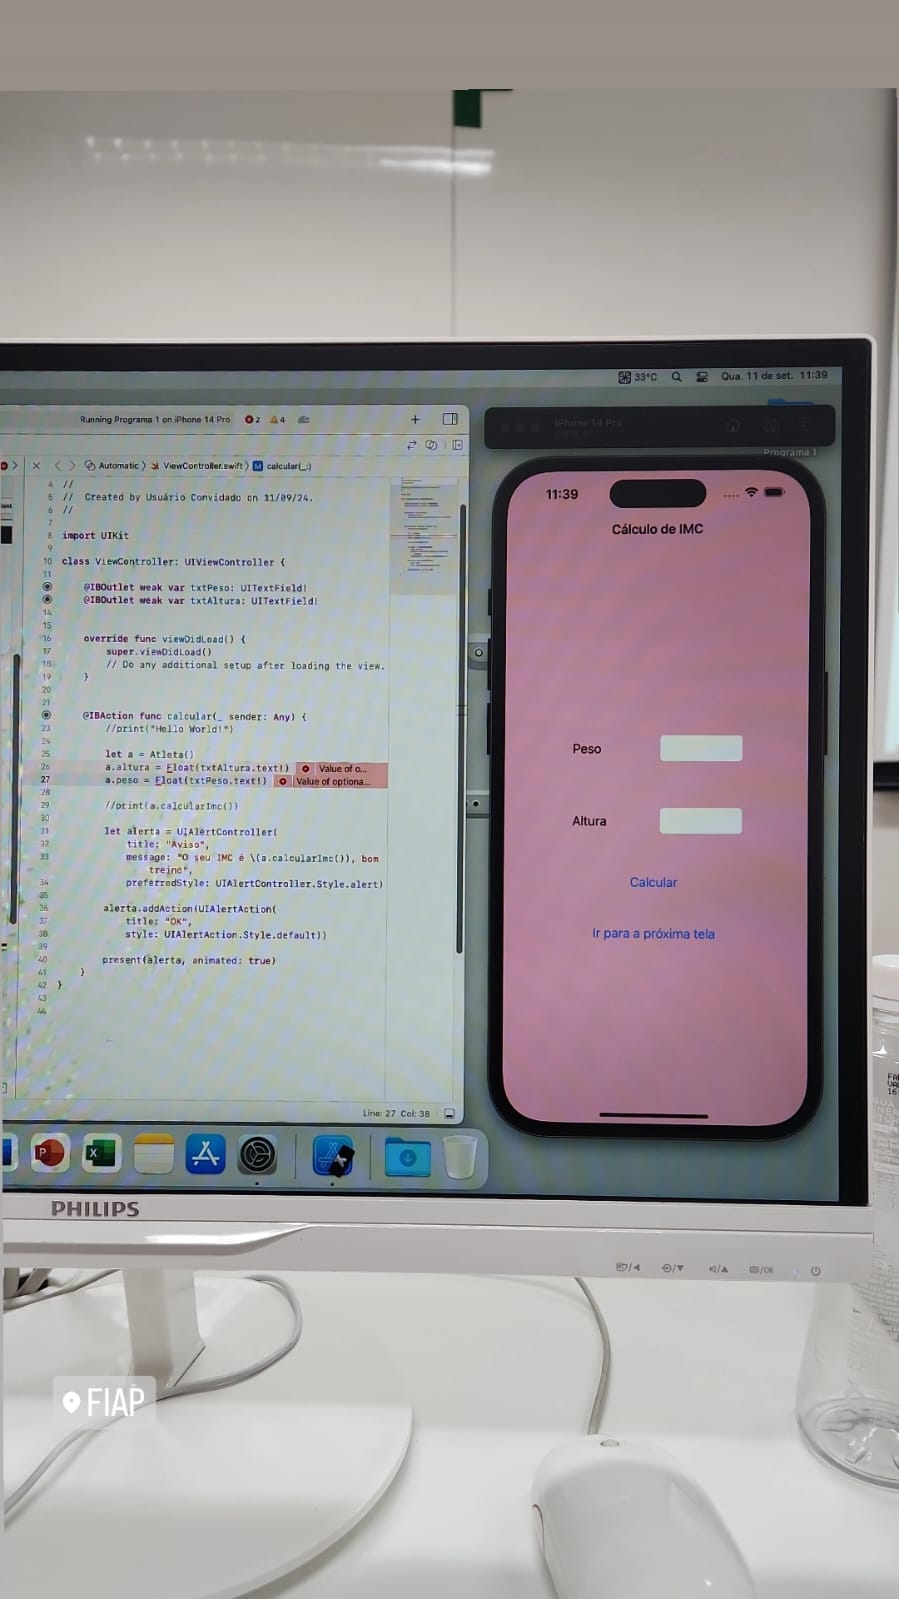 33°C Qua. 11 de set. 11:39
Running Programa 1 on iPhone 14 Pro 2 4
Automatic ViewController.swift M calcular(_:)
4 //
5 // Created by Usuário Convidado on 11/09/24.
6 //
7
8 import UIKit
9
10 class ViewController: UIViewController {
11
@IBOutlet weak var txtPeso: UITextField!
@IBOutlet weak var txtAltura: UITextField!
14
15
16 override func viewDidLoad() {
17 super.viewDidLoad()
18 // Do any additional setup after loading the view.
19 }
20
21
@IBAction func calcular(_ sender: Any) {
23 //print("Hello World!")
24
25 let a = Atleta()
26 a.altura = Float(txtAltura.text!) Value of o...
27 a.peso = Float(txtPeso.text!) Value of optiona...
28
29 //print(a.calcularImc())
30
31 let alerta = UIAlertController(
32 title: "Aviso",
33 message: "O seu IMC é \(a.calcularImc()), bom
treino",
34 preferredStyle: UIAlertController.Style.alert)
35
36 alerta.addAction(UIAlertAction(
37 title: "OK",
38 style: UIAlertAction.Style.default))
39
40 present(alerta, animated: true)
41 }
42 }
43
44
Line: 27 Col: 38
iPhone 14 Pro
Programa 1
11:39
Cálculo de IMC
Peso
Altura
Calcular
Ir para a próxima tela
P X
PHILIPS
FIAP